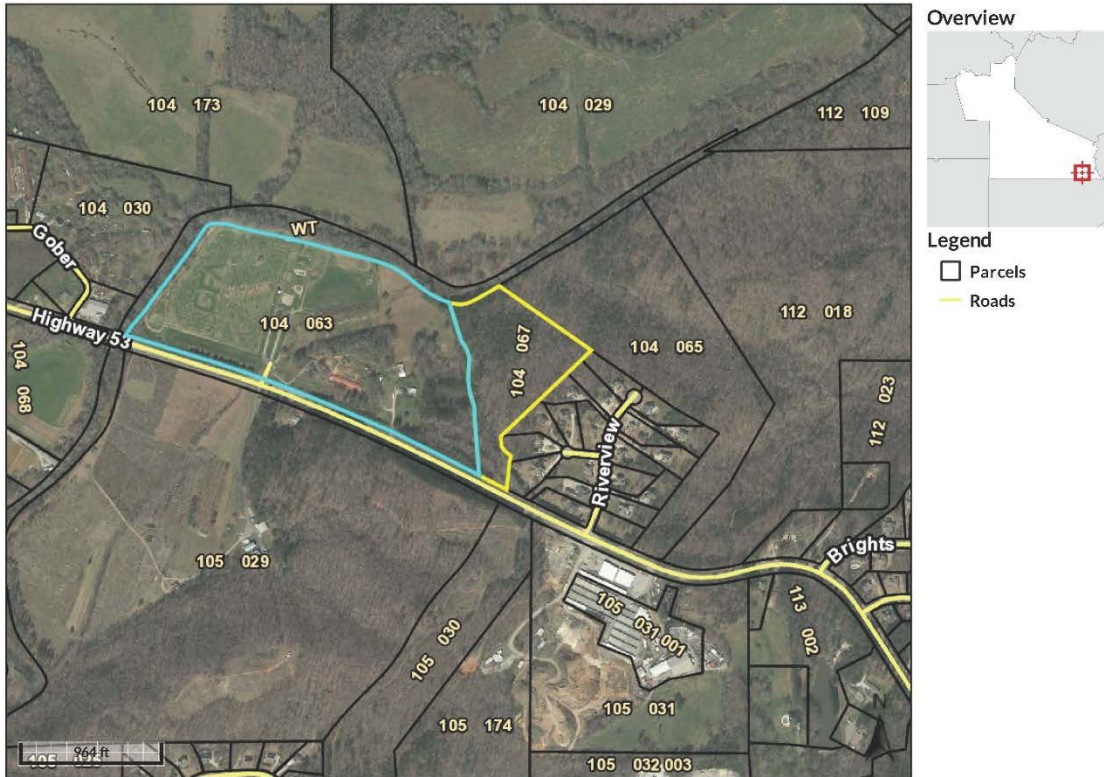 Overview
Legend
Parcels
Roads
104 173
104 029
112 109
104 030
WT
Gober
104 063
Highway 53
104 067
104 065
112 018
112 023
104 068
Riverview
Brights
105 029
105 030
105 031.001
113 002
105 174
105 031
105 032.003
964 ft